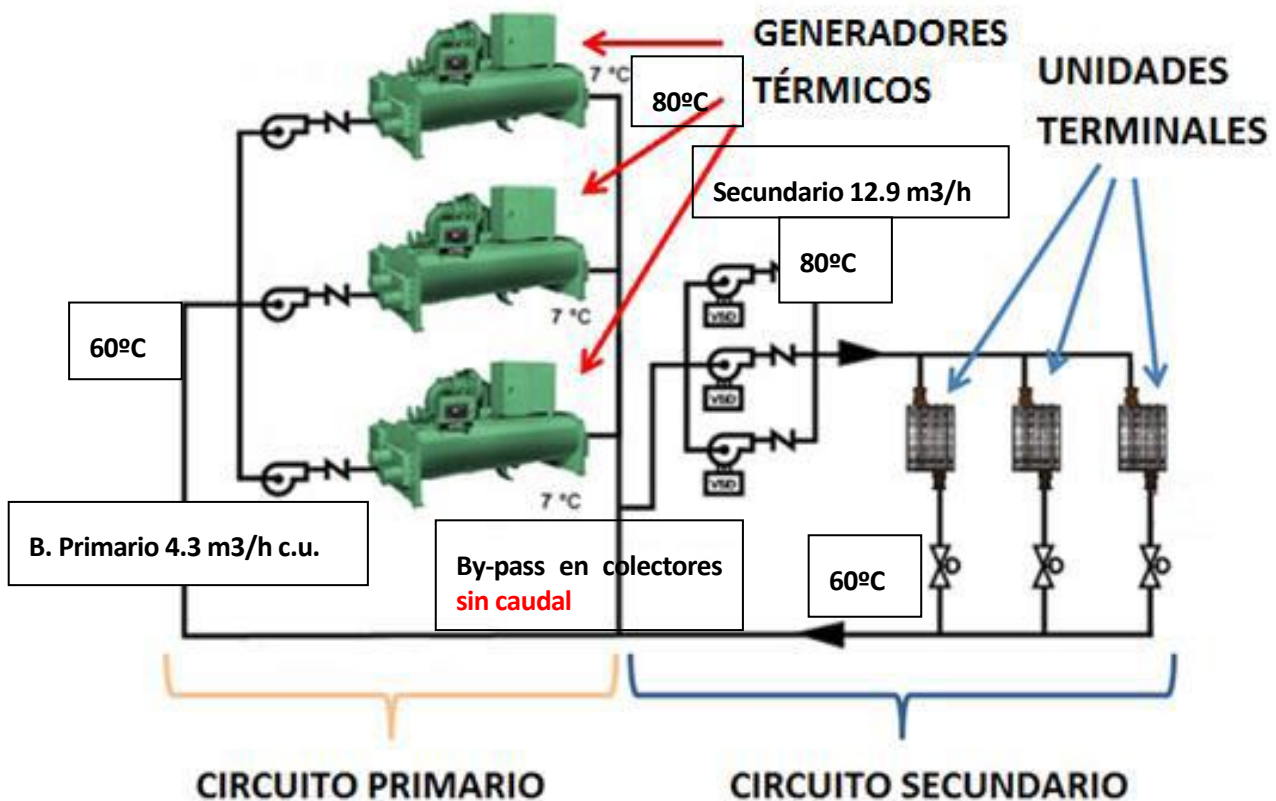 GENERADORES
TÉRMICOS
UNIDADES
TERMINALES
7 °C
80ºC
Secundario 12.9 m3/h
80ºC
60ºC
7 °C
VSD
VSD
VSD
7 °C
B. Primario 4.3 m3/h c.u.
By-pass en colectores
sin caudal
60ºC
CIRCUITO PRIMARIO
CIRCUITO SECUNDARIO